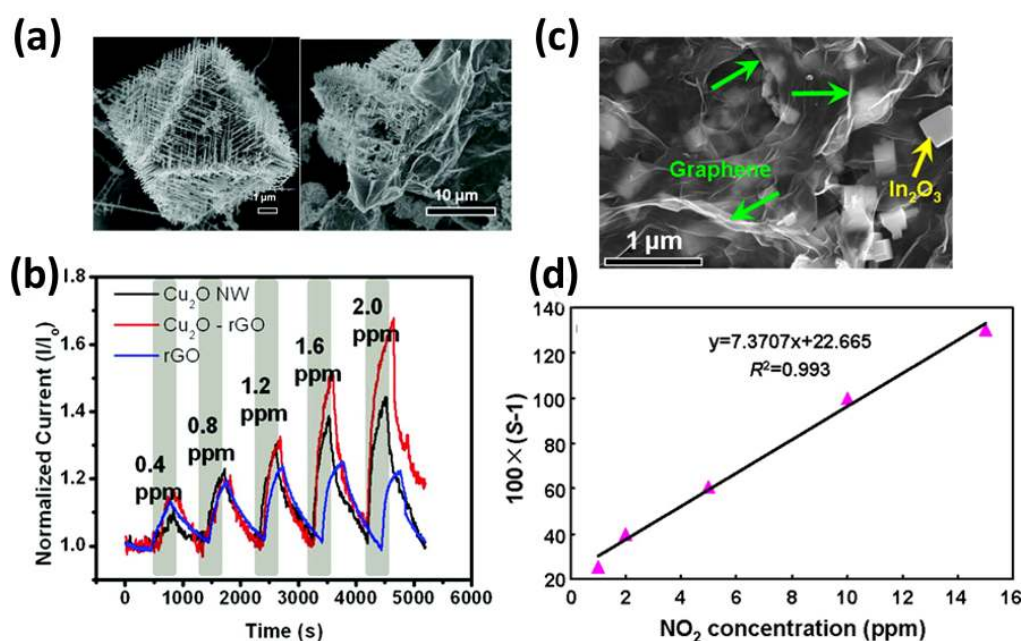 (a)
1 µm
10 µm
(c)
Graphene
In₂O₃
1 µm
(b)
Normalized Current (I/I₀)
1.8
1.6
1.4
1.2
1.0
Cu₂O NW
Cu₂O - rGO
rGO
0.4
ppm
0.8
ppm
1.2
ppm
1.6
ppm
2.0
ppm
0 1000 2000 3000 4000 5000 6000
Time (s)
(d)
100×(S-1)
140
120
100
80
60
40
20
y=7.3707x+22.665
R²=0.993
0 2 4 6 8 10 12 14 16
NO₂ concentration (ppm)